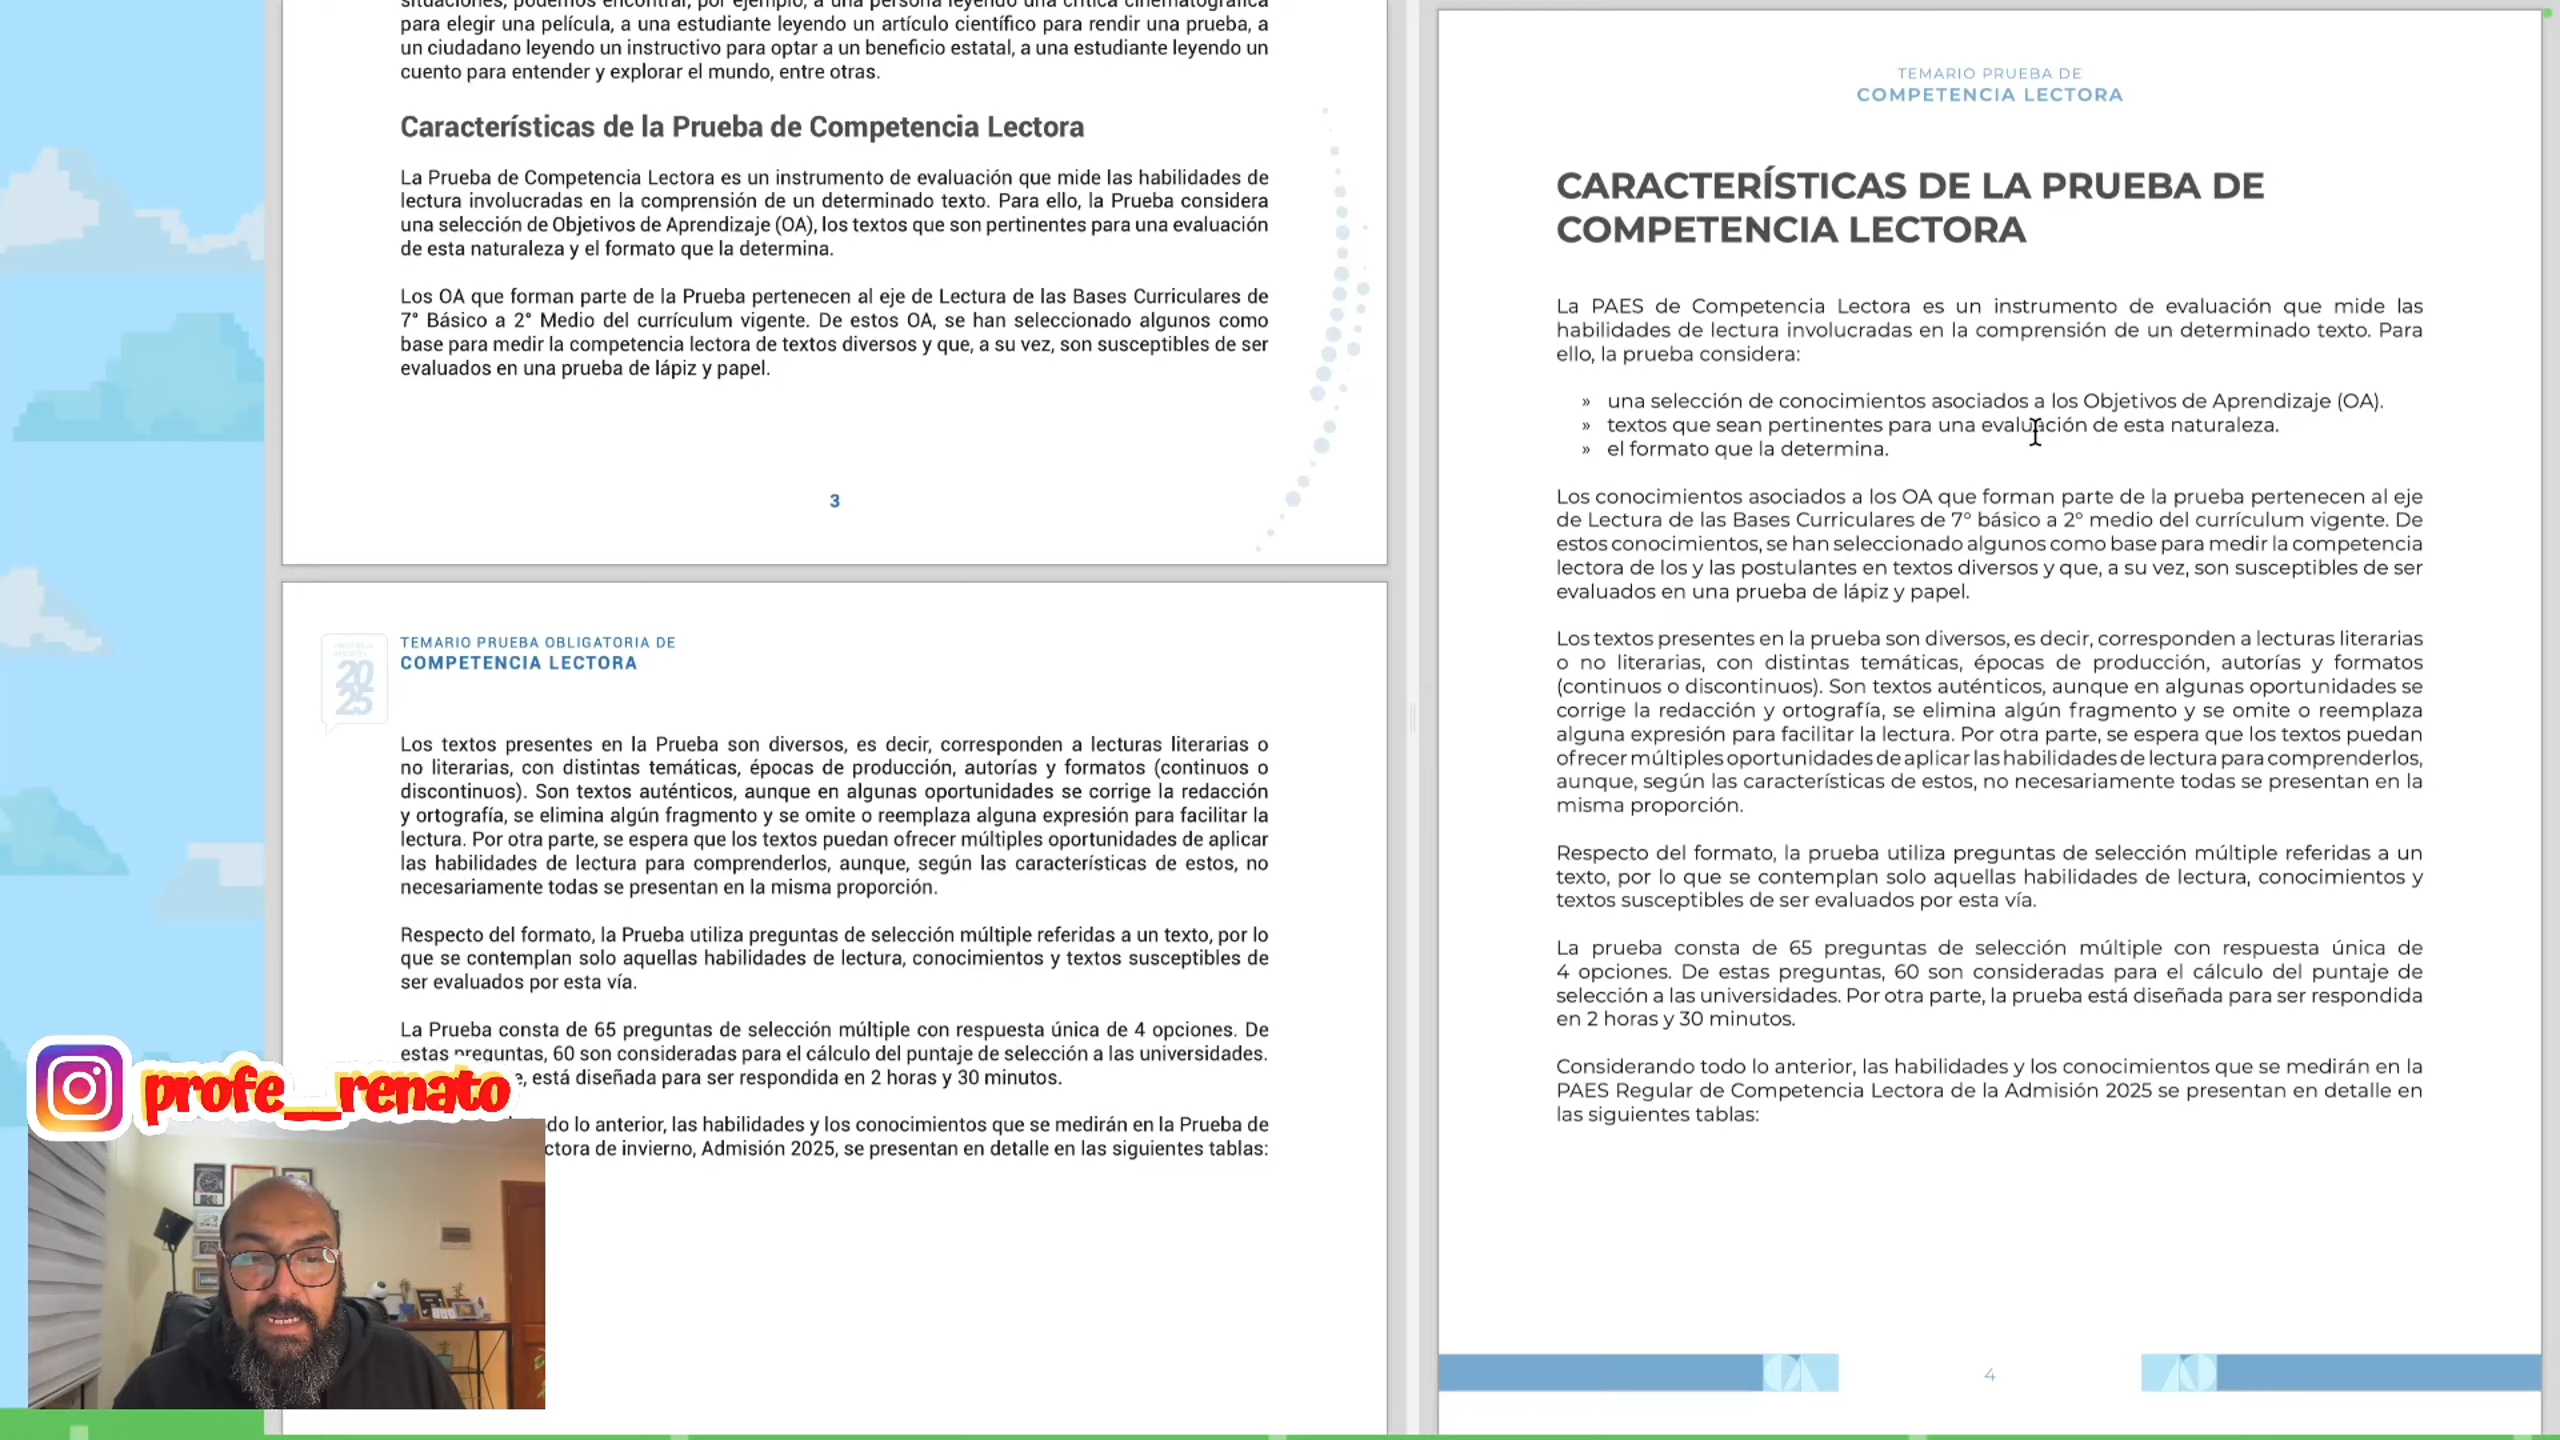 para elegir una película, a una estudiante leyendo un artículo científico para rendir una prueba, a
un ciudadano leyendo un instructivo para optar a un beneficio estatal, a una estudiante leyendo un
cuento para entender y explorar el mundo, entre otras.
Características de la Prueba de Competencia Lectora
La Prueba de Competencia Lectora es un instrumento de evaluación que mide las habilidades de
lectura involucradas en la comprensión de un determinado texto. Para ello, la Prueba considera
una selección de Objetivos de Aprendizaje (OA), los textos que son pertinentes para una evaluación
de esta naturaleza y el formato que la determina.
Los OA que forman parte de la Prueba pertenecen al eje de Lectura de las Bases Curriculares de
7° Básico a 2° Medio del currículum vigente. De estos OA, se han seleccionado algunos como
base para medir la competencia lectora de textos diversos y que, a su vez, son susceptibles de ser
evaluados en una prueba de lápiz y papel.
3
20
25
TEMARIO PRUEBA OBLIGATORIA DE
COMPETENCIA LECTORA
Los textos presentes en la Prueba son diversos, es decir, corresponden a lecturas literarias o
no literarias, con distintas temáticas, épocas de producción, autorías y formatos (continuos o
discontinuos). Son textos auténticos, aunque en algunas oportunidades se corrige la redacción
y ortografía, se elimina algún fragmento y se omite o reemplaza alguna expresión para facilitar la
lectura. Por otra parte, se espera que los textos puedan ofrecer múltiples oportunidades de aplicar
las habilidades de lectura para comprenderlos, aunque, según las características de estos, no
necesariamente todas se presentan en la misma proporción.
Respecto del formato, la Prueba utiliza preguntas de selección múltiple referidas a un texto, por lo
que se contemplan solo aquellas habilidades de lectura, conocimientos y textos susceptibles de
ser evaluados por esta vía.
La Prueba consta de 65 preguntas de selección múltiple con respuesta única de 4 opciones. De
estas preguntas, 60 son consideradas para el cálculo del puntaje de selección a las universidades.
e, está diseñada para ser respondida en 2 horas y 30 minutos.
do lo anterior, las habilidades y los conocimientos que se medirán en la Prueba de
ctora de invierno, Admisión 2025, se presentan en detalle en las siguientes tablas:
profe__renato
TEMARIO PRUEBA DE
COMPETENCIA LECTORA
CARACTERÍSTICAS DE LA PRUEBA DE
COMPETENCIA LECTORA
La PAES de Competencia Lectora es un instrumento de evaluación que mide las
habilidades de lectura involucradas en la comprensión de un determinado texto. Para
ello, la prueba considera:
» una selección de conocimientos asociados a los Objetivos de Aprendizaje (OA).
» textos que sean pertinentes para una evaluación de esta naturaleza.
» el formato que la determina.
Los conocimientos asociados a los OA que forman parte de la prueba pertenecen al eje
de Lectura de las Bases Curriculares de 7° básico a 2° medio del currículum vigente. De
estos conocimientos, se han seleccionado algunos como base para medir la competencia
lectora de los y las postulantes en textos diversos y que, a su vez, son susceptibles de ser
evaluados en una prueba de lápiz y papel.
Los textos presentes en la prueba son diversos, es decir, corresponden a lecturas literarias
o no literarias, con distintas temáticas, épocas de producción, autorías y formatos
(continuos o discontinuos). Son textos auténticos, aunque en algunas oportunidades se
corrige la redacción y ortografía, se elimina algún fragmento y se omite o reemplaza
alguna expresión para facilitar la lectura. Por otra parte, se espera que los textos puedan
ofrecer múltiples oportunidades de aplicar las habilidades de lectura para comprenderlos,
aunque, según las características de estos, no necesariamente todas se presentan en la
misma proporción.
Respecto del formato, la prueba utiliza preguntas de selección múltiple referidas a un
texto, por lo que se contemplan solo aquellas habilidades de lectura, conocimientos y
textos susceptibles de ser evaluados por esta vía.
La prueba consta de 65 preguntas de selección múltiple con respuesta única de
4 opciones. De estas preguntas, 60 son consideradas para el cálculo del puntaje de
selección a las universidades. Por otra parte, la prueba está diseñada para ser respondida
en 2 horas y 30 minutos.
Considerando todo lo anterior, las habilidades y los conocimientos que se medirán en la
PAES Regular de Competencia Lectora de la Admisión 2025 se presentan en detalle en
las siguientes tablas:
4